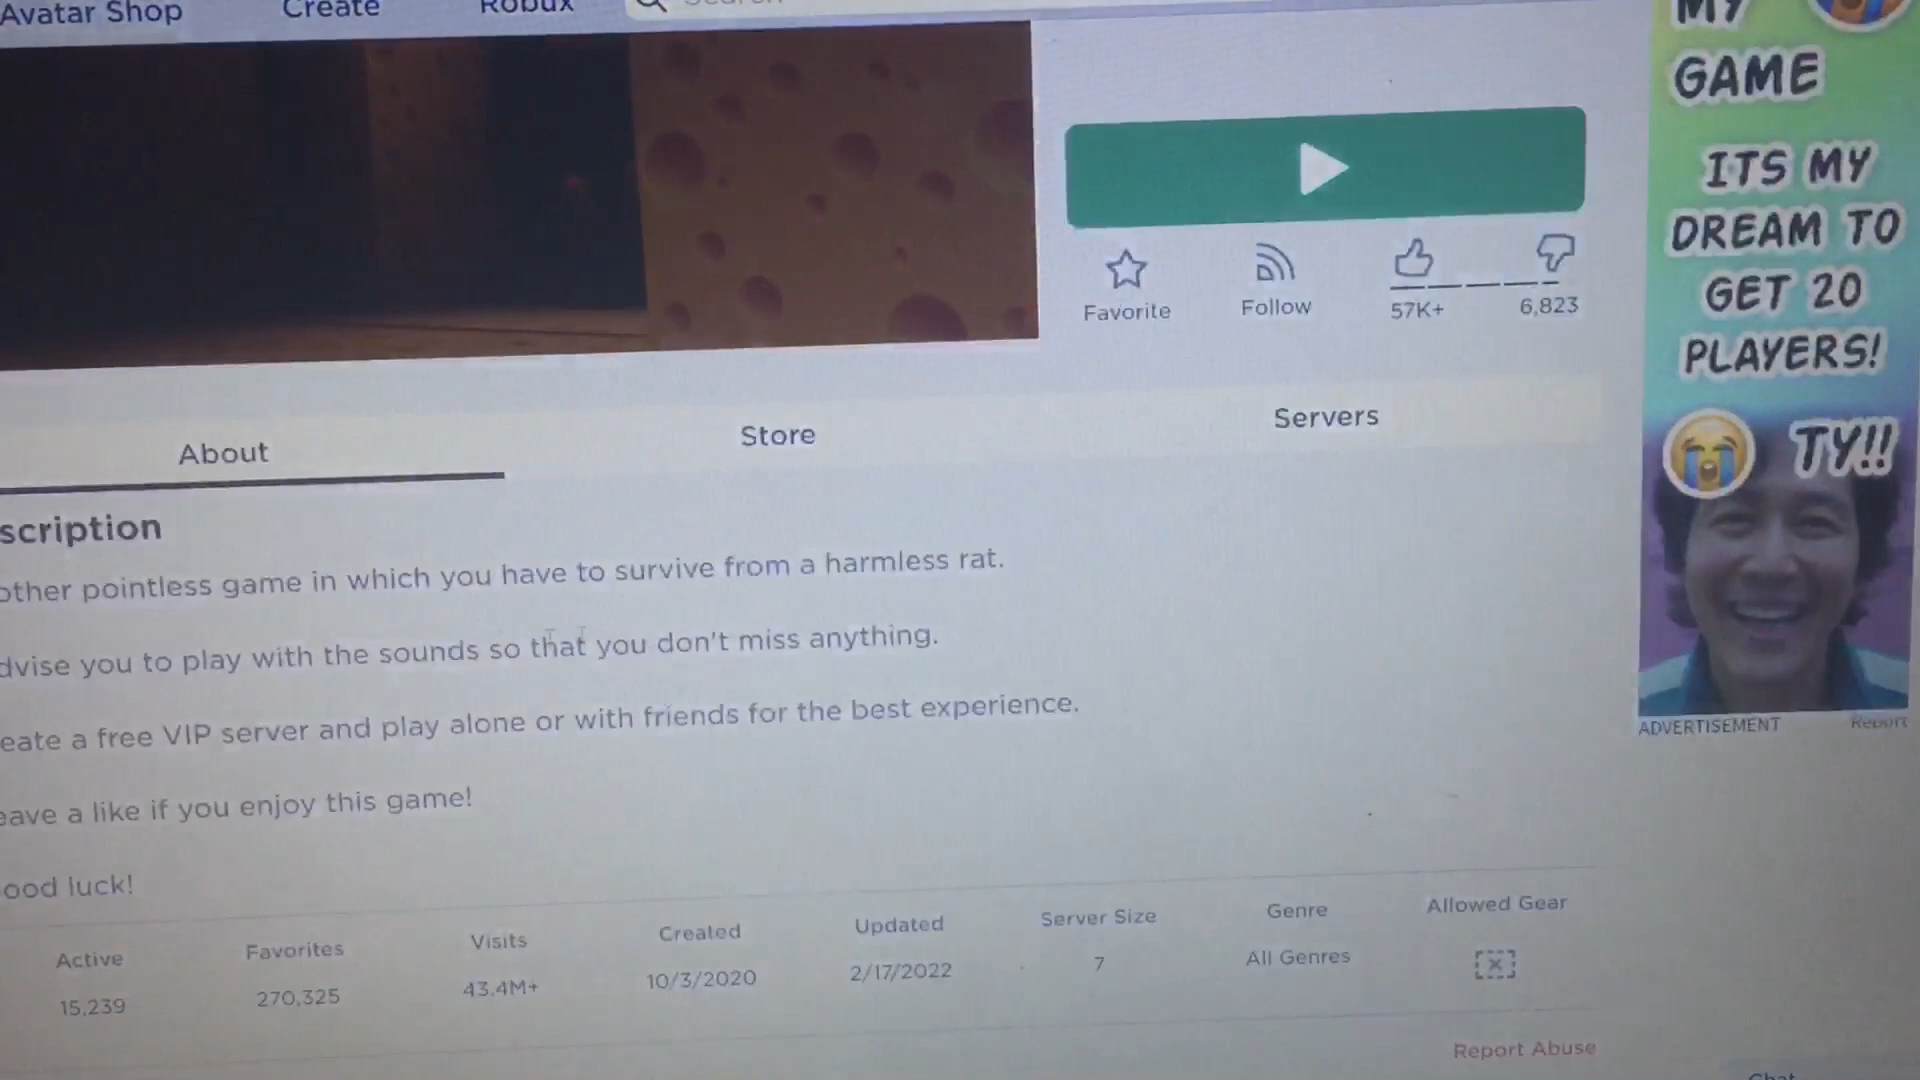 Avatar Shop
Create
Robux
Search
MY
GAME
ITS MY
DREAM TO
GET 20
PLAYERS!
TY!!
ADVERTISEMENT
Report
Favorite
Follow
57K+
6,823
About
Store
Servers
scription
other pointless game in which you have to survive from a harmless rat.
dvise you to play with the sounds so that you don't miss anything.
eate a free VIP server and play alone or with friends for the best experience.
eave a like if you enjoy this game!
ood luck!
Active
Favorites
Visits
Created
Updated
Server Size
Genre
Allowed Gear
15,239
270,325
43.4M+
10/3/2020
2/17/2022
7
All Genres
Report Abuse
Chat